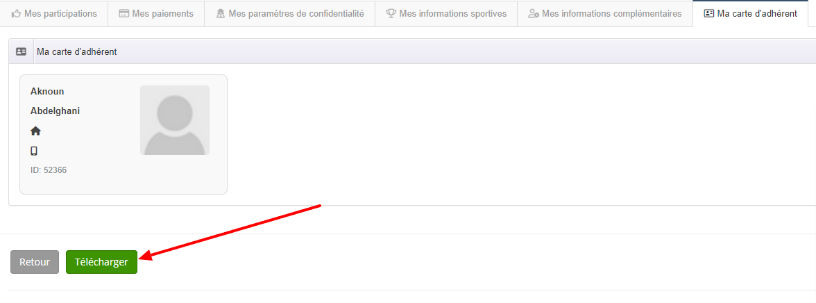 Mes participations Mes paiements Mes paramètres de confidentialité Mes informations sportives Mes informations complémentaires Ma carte d'adhérent
Ma carte d'adhérent
Aknoun
Abdelghani
ID: 52366
Retour Télécharger